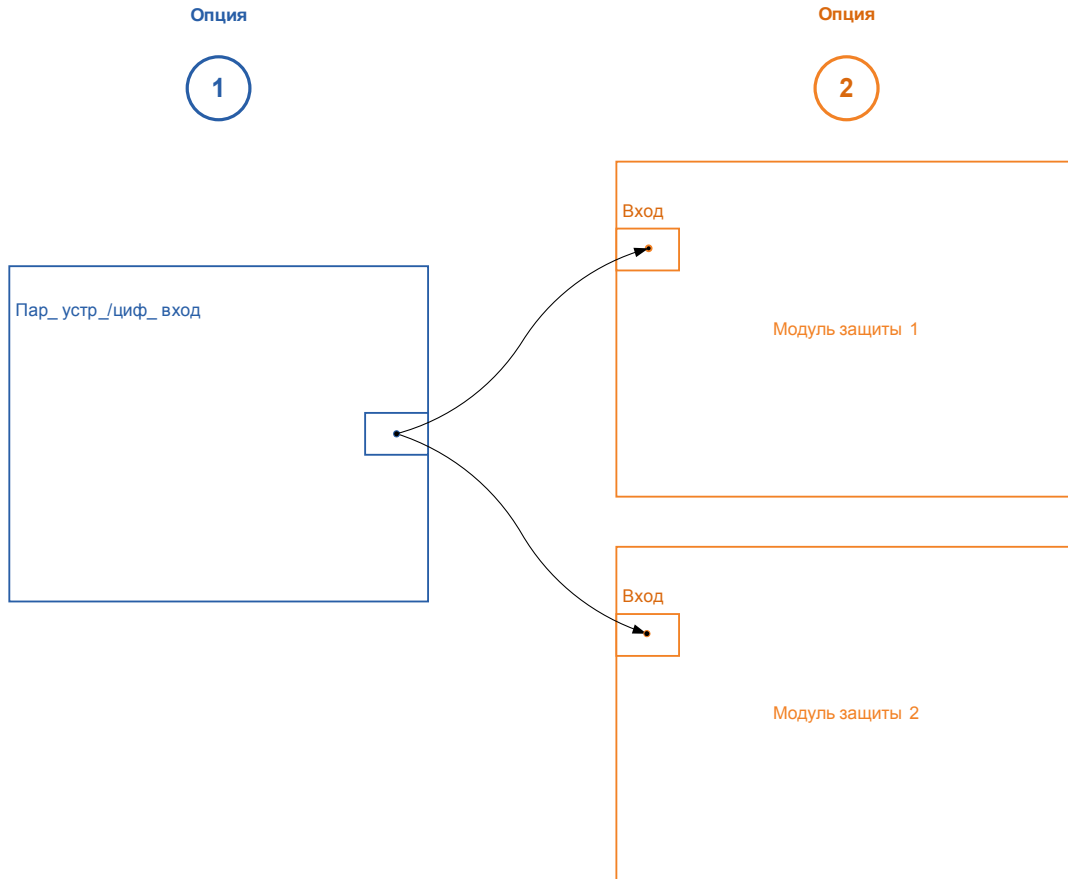 Опция
Опция
1
2
Вход
Пар_ устр_/циф_ вход
Модуль защиты 1
Вход
Модуль защиты 2